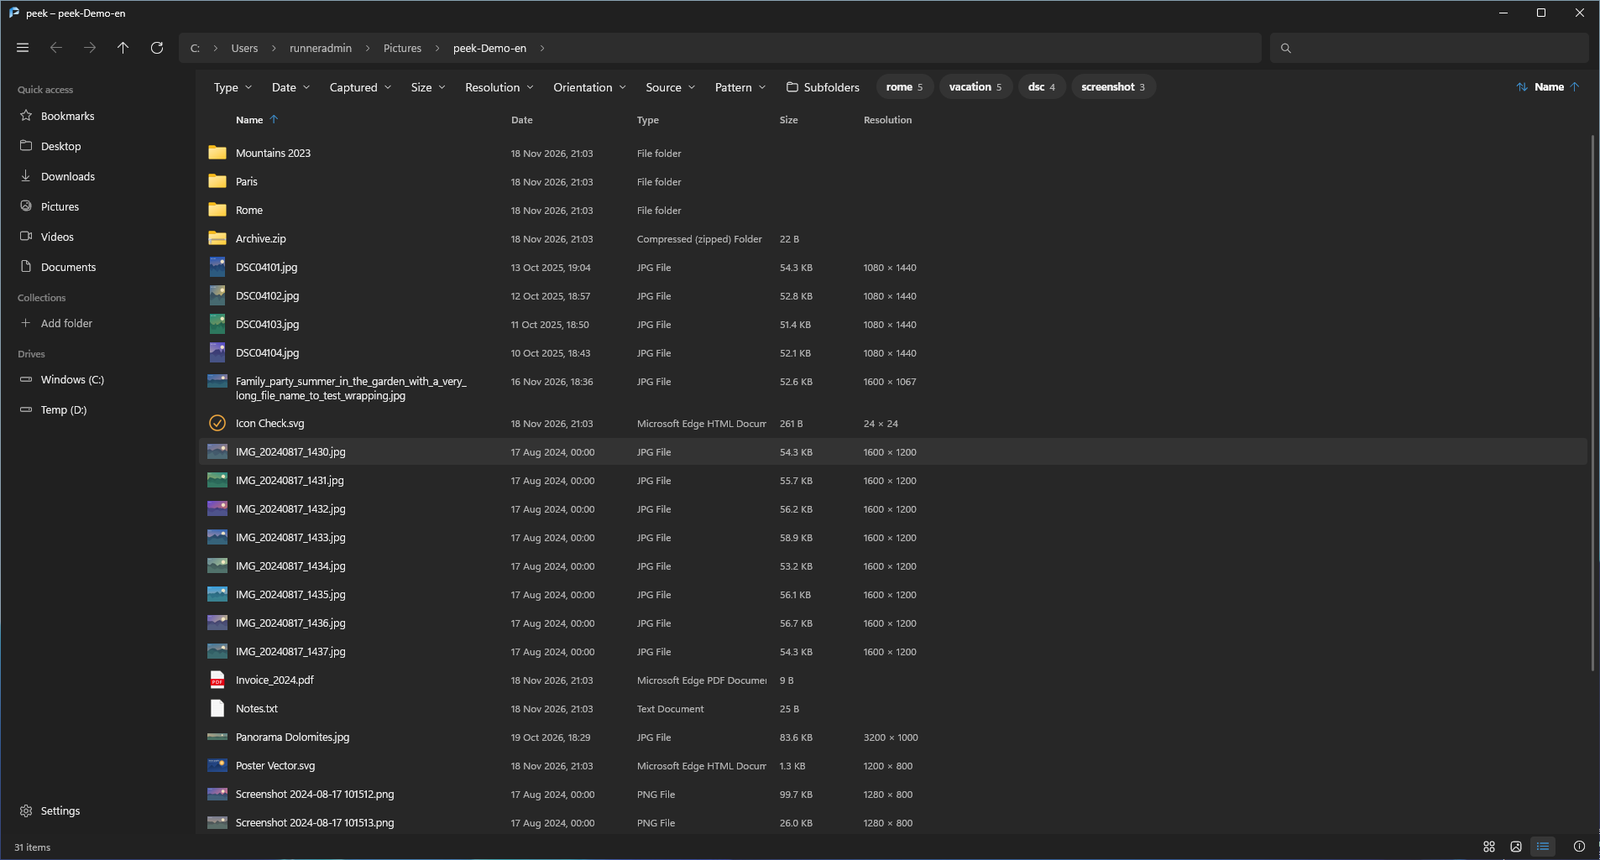 peek – peek-Demo-en
C: Users runneradmin Pictures peek-Demo-en
Quick access
Bookmarks
Desktop
Downloads
Pictures
Videos
Documents
Collections
Add folder
Drives
Windows (C:)
Temp (D:)
Settings
Type Date Captured Size Resolution Orientation Source Pattern Subfolders rome 5 vacation 5 dsc 4 screenshot 3 Name
Name Date Type Size Resolution
Mountains 2023 18 Nov 2026, 21:03 File folder
Paris 18 Nov 2026, 21:03 File folder
Rome 18 Nov 2026, 21:03 File folder
Archive.zip 18 Nov 2026, 21:03 Compressed (zipped) Folder 22 B
DSC04101.jpg 13 Oct 2025, 19:04 JPG File 54.3 KB 1080 × 1440
DSC04102.jpg 12 Oct 2025, 18:57 JPG File 52.8 KB 1080 × 1440
DSC04103.jpg 11 Oct 2025, 18:50 JPG File 51.4 KB 1080 × 1440
DSC04104.jpg 10 Oct 2025, 18:43 JPG File 52.1 KB 1080 × 1440
Family_party_summer_in_the_garden_with_a_very_ 16 Nov 2026, 18:36 JPG File 52.6 KB 1600 × 1067
long_file_name_to_test_wrapping.jpg
Icon Check.svg 18 Nov 2026, 21:03 Microsoft Edge HTML Docum 261 B 24 × 24
IMG_20240817_1430.jpg 17 Aug 2024, 00:00 JPG File 54.3 KB 1600 × 1200
IMG_20240817_1431.jpg 17 Aug 2024, 00:00 JPG File 55.7 KB 1600 × 1200
IMG_20240817_1432.jpg 17 Aug 2024, 00:00 JPG File 56.2 KB 1600 × 1200
IMG_20240817_1433.jpg 17 Aug 2024, 00:00 JPG File 58.9 KB 1600 × 1200
IMG_20240817_1434.jpg 17 Aug 2024, 00:00 JPG File 53.2 KB 1600 × 1200
IMG_20240817_1435.jpg 17 Aug 2024, 00:00 JPG File 56.1 KB 1600 × 1200
IMG_20240817_1436.jpg 17 Aug 2024, 00:00 JPG File 56.7 KB 1600 × 1200
IMG_20240817_1437.jpg 17 Aug 2024, 00:00 JPG File 54.3 KB 1600 × 1200
Invoice_2024.pdf 18 Nov 2026, 21:03 Microsoft Edge PDF Documer 9 B
Notes.txt 18 Nov 2026, 21:03 Text Document 25 B
Panorama Dolomites.jpg 19 Oct 2026, 18:29 JPG File 83.6 KB 3200 × 1000
Poster Vector.svg 18 Nov 2026, 21:03 Microsoft Edge HTML Docum 1.3 KB 1200 × 800
Screenshot 2024-08-17 101512.png 17 Aug 2024, 00:00 PNG File 99.7 KB 1280 × 800
Screenshot 2024-08-17 101513.png 17 Aug 2024, 00:00 PNG File 26.0 KB 1280 × 800
31 items